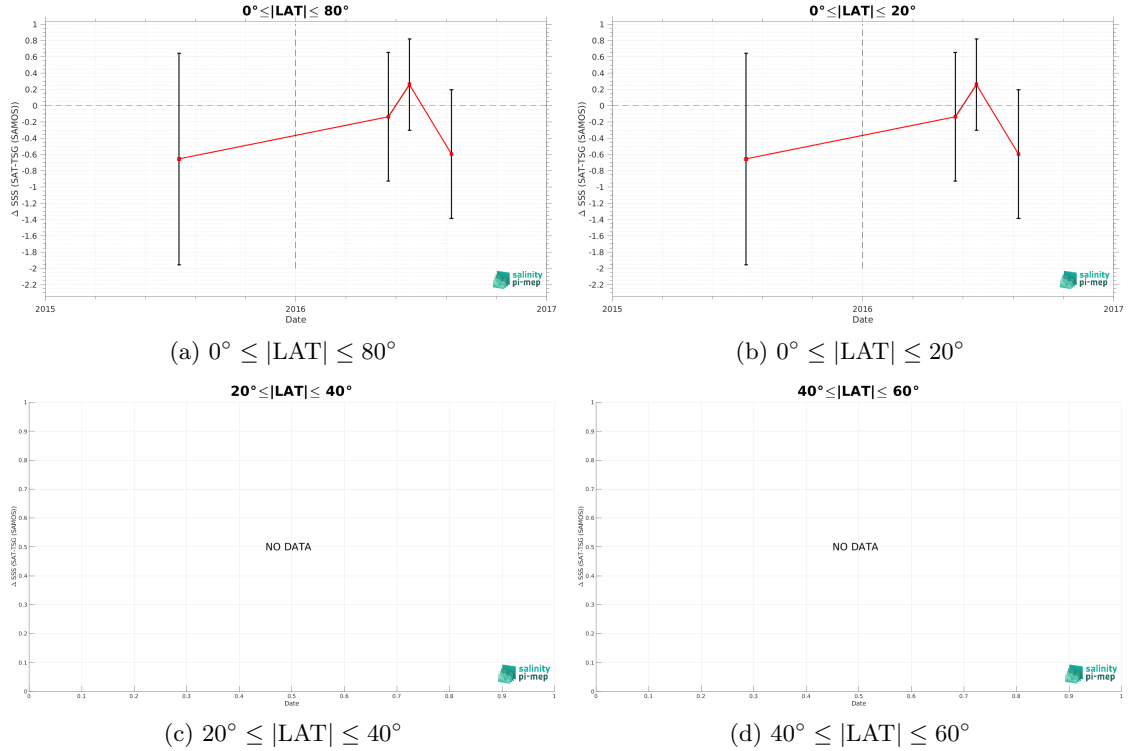 0°≤|LAT|≤ 80°
1
0.8
0.6
0.4
0.2
0
-0.2
-0.4
-0.6
-0.8
-1
-1.2
-1.4
-1.6
-1.8
-2
-2.2
Δ SSS (SAT-TSG (SAMOS))
2015
2016
2017
Date
salinity
pi-mep
(a) 0° ≤ |LAT| ≤ 80°
0°≤|LAT|≤ 20°
1
0.8
0.6
0.4
0.2
0
-0.2
-0.4
-0.6
-0.8
-1
-1.2
-1.4
-1.6
-1.8
-2
-2.2
Δ SSS (SAT-TSG (SAMOS))
2015
2016
2017
Date
salinity
pi-mep
(b) 0° ≤ |LAT| ≤ 20°
20°≤|LAT|≤ 40°
1
0.9
0.8
0.7
0.6
0.5
0.4
0.3
0.2
0.1
0
Δ SSS (SAT-TSG (SAMOS))
NO DATA
0 0.1 0.2 0.3 0.4 0.5 0.6 0.7 0.8 0.9 1
Date
salinity
pi-mep
(c) 20° ≤ |LAT| ≤ 40°
40°≤|LAT|≤ 60°
1
0.9
0.8
0.7
0.6
0.5
0.4
0.3
0.2
0.1
0
Δ SSS (SAT-TSG (SAMOS))
NO DATA
0 0.1 0.2 0.3 0.4 0.5 0.6 0.7 0.8 0.9 1
Date
salinity
pi-mep
(d) 40° ≤ |LAT| ≤ 60°